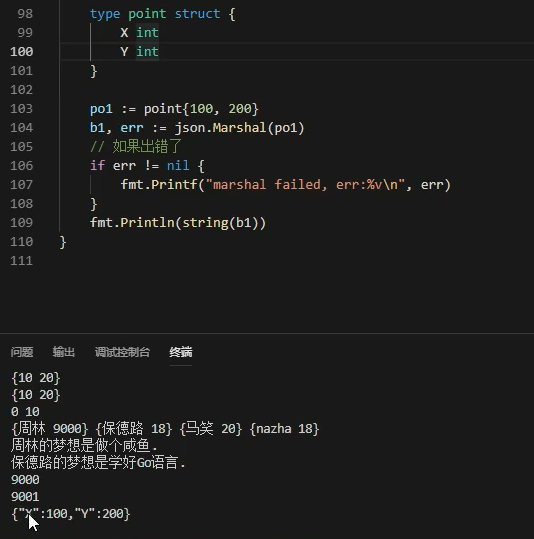 98 type point struct {
99 X int
100 Y int
101 }
102
103 po1 := point{100, 200}
104 b1, err := json.Marshal(po1)
105 // 如果出错了
106 if err != nil {
107 fmt.Printf("marshal failed, err:%v\n", err)
108 }
109 fmt.Println(string(b1))
110 }
111
问题 输出 调试控制台 终端
{10 20}
{10 20}
0 10
{周林 9000} {保德路 18} {马笑 20} {nazha 18}
周林的梦想是做个咸鱼.
保德路的梦想是学好Go语言.
9000
9001
{"X":100,"Y":200}